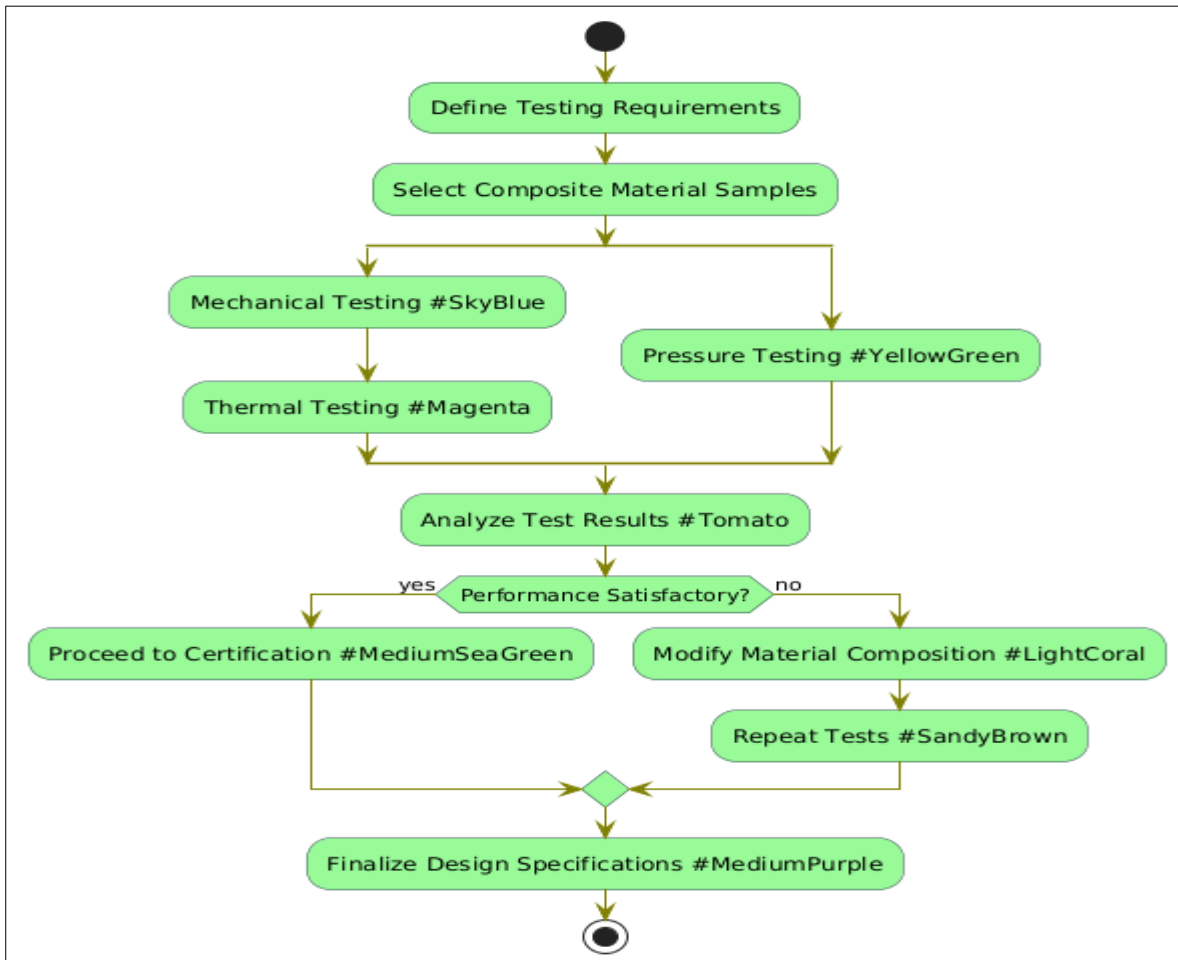 Define Testing Requirements
Select Composite Material Samples
Mechanical Testing #SkyBlue
Pressure Testing #YellowGreen
Thermal Testing #Magenta
Analyze Test Results #Tomato
yes
Performance Satisfactory?
no
Proceed to Certification #MediumSeaGreen
Modify Material Composition #LightCoral
Repeat Tests #SandyBrown
Finalize Design Specifications #MediumPurple